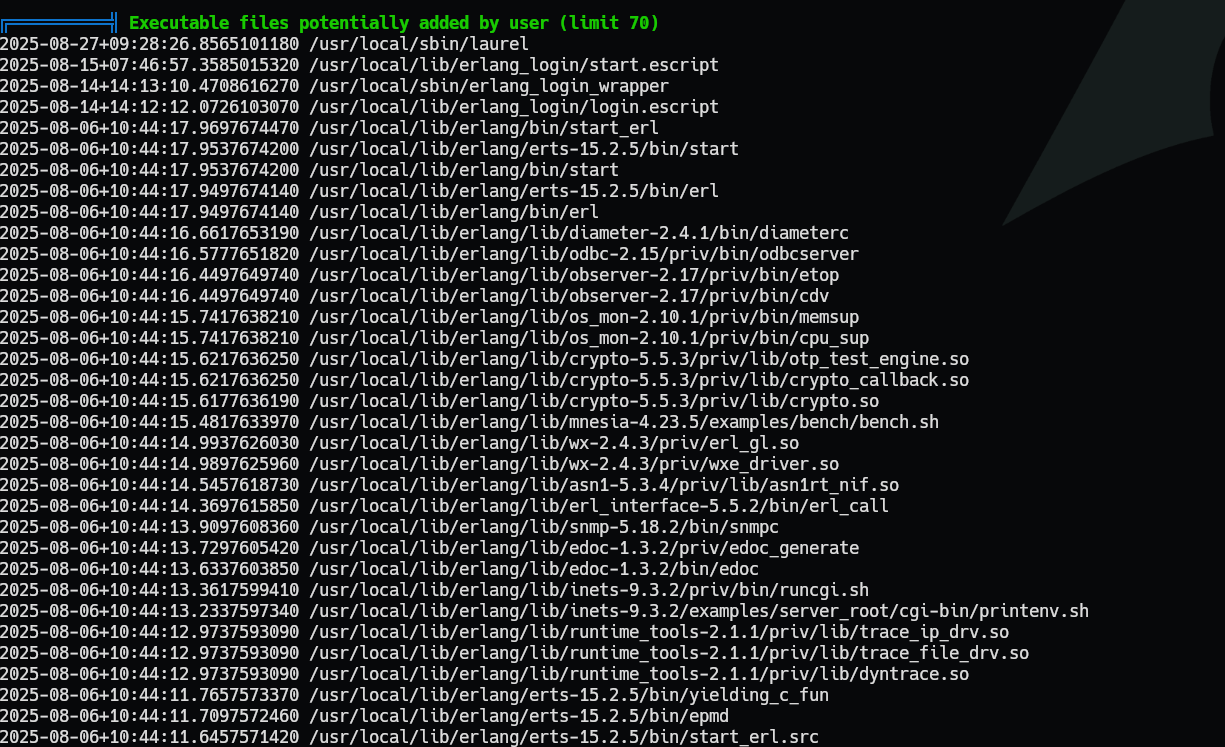 ╔══════════╣ Executable files potentially added by user (limit 70)
2025-08-27+09:28:26.8565101180 /usr/local/sbin/laurel
2025-08-15+07:46:57.3585015320 /usr/local/lib/erlang_login/start.escript
2025-08-14+14:13:10.4708616270 /usr/local/sbin/erlang_login_wrapper
2025-08-14+14:12:12.0726103070 /usr/local/lib/erlang_login/login.escript
2025-08-06+10:44:17.9697674470 /usr/local/lib/erlang/bin/start_erl
2025-08-06+10:44:17.9537674200 /usr/local/lib/erlang/erts-15.2.5/bin/start
2025-08-06+10:44:17.9537674200 /usr/local/lib/erlang/bin/start
2025-08-06+10:44:17.9497674140 /usr/local/lib/erlang/erts-15.2.5/bin/erl
2025-08-06+10:44:17.9497674140 /usr/local/lib/erlang/bin/erl
2025-08-06+10:44:16.6617653190 /usr/local/lib/erlang/lib/diameter-2.4.1/bin/diameterc
2025-08-06+10:44:16.5777651820 /usr/local/lib/erlang/lib/odbc-2.15/priv/bin/odbcserver
2025-08-06+10:44:16.4497649740 /usr/local/lib/erlang/lib/observer-2.17/priv/bin/etop
2025-08-06+10:44:16.4497649740 /usr/local/lib/erlang/lib/observer-2.17/priv/bin/cdv
2025-08-06+10:44:15.7417638210 /usr/local/lib/erlang/lib/os_mon-2.10.1/priv/bin/memsup
2025-08-06+10:44:15.7417638210 /usr/local/lib/erlang/lib/os_mon-2.10.1/priv/bin/cpu_sup
2025-08-06+10:44:15.6217636250 /usr/local/lib/erlang/lib/crypto-5.5.3/priv/lib/otp_test_engine.so
2025-08-06+10:44:15.6217636250 /usr/local/lib/erlang/lib/crypto-5.5.3/priv/lib/crypto_callback.so
2025-08-06+10:44:15.6177636190 /usr/local/lib/erlang/lib/crypto-5.5.3/priv/lib/crypto.so
2025-08-06+10:44:15.4817633970 /usr/local/lib/erlang/lib/mnesia-4.23.5/examples/bench/bench.sh
2025-08-06+10:44:14.9937626030 /usr/local/lib/erlang/lib/wx-2.4.3/priv/erl_gl.so
2025-08-06+10:44:14.9897625960 /usr/local/lib/erlang/lib/wx-2.4.3/priv/wxe_driver.so
2025-08-06+10:44:14.5457618730 /usr/local/lib/erlang/lib/asn1-5.3.4/priv/lib/asn1rt_nif.so
2025-08-06+10:44:14.3697615850 /usr/local/lib/erlang/lib/erl_interface-5.5.2/bin/erl_call
2025-08-06+10:44:13.9097608360 /usr/local/lib/erlang/lib/snmp-5.18.2/bin/snmpc
2025-08-06+10:44:13.7297605420 /usr/local/lib/erlang/lib/edoc-1.3.2/priv/edoc_generate
2025-08-06+10:44:13.6337603850 /usr/local/lib/erlang/lib/edoc-1.3.2/bin/edoc
2025-08-06+10:44:13.3617599410 /usr/local/lib/erlang/lib/inets-9.3.2/priv/bin/runcgi.sh
2025-08-06+10:44:13.2337597340 /usr/local/lib/erlang/lib/inets-9.3.2/examples/server_root/cgi-bin/printenv.sh
2025-08-06+10:44:12.9737593090 /usr/local/lib/erlang/lib/runtime_tools-2.1.1/priv/lib/trace_ip_drv.so
2025-08-06+10:44:12.9737593090 /usr/local/lib/erlang/lib/runtime_tools-2.1.1/priv/lib/trace_file_drv.so
2025-08-06+10:44:12.9737593090 /usr/local/lib/erlang/lib/runtime_tools-2.1.1/priv/lib/dyntrace.so
2025-08-06+10:44:11.7657573370 /usr/local/lib/erlang/erts-15.2.5/bin/yielding_c_fun
2025-08-06+10:44:11.7097572460 /usr/local/lib/erlang/erts-15.2.5/bin/epmd
2025-08-06+10:44:11.6457571420 /usr/local/lib/erlang/erts-15.2.5/bin/start_erl.src